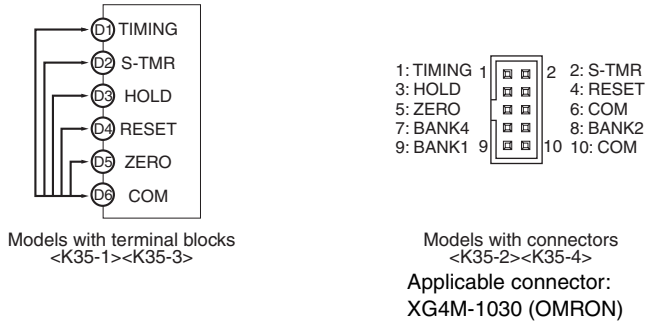 D1 TIMING
D2 S-TMR
D3 HOLD
D4 RESET
D5 ZERO
D6 COM
Models with terminal blocks
<K35-1><K35-3>
1: TIMING 1 2 2: S-TMR
3: HOLD 4: RESET
5: ZERO 6: COM
7: BANK4 8: BANK2
9: BANK1 9 10 10: COM
Models with connectors
<K35-2><K35-4>
Applicable connector:
XG4M-1030 (OMRON)